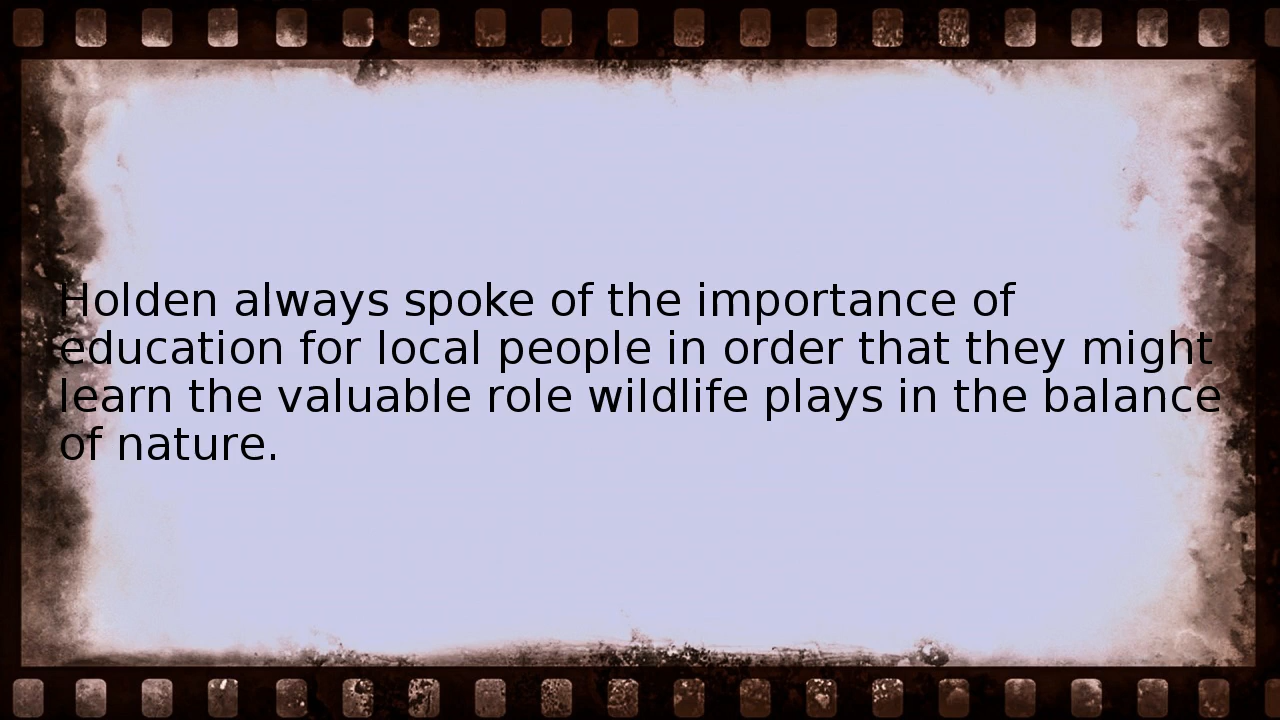 Holden always spoke of the importance of
education for local people in order that they might
learn the valuable role wildlife plays in the balance
of nature.